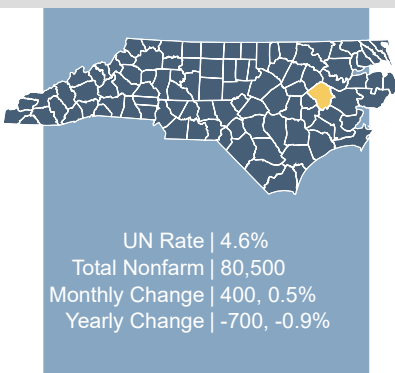 UN Rate | 4.6%
Total Nonfarm | 80,500
Monthly Change | 400, 0.5%
Yearly Change | -700, -0.9%